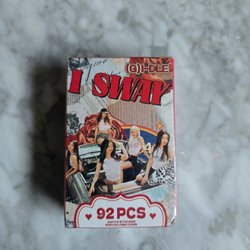 (G)I-DLE
I SWAY
92 PCS